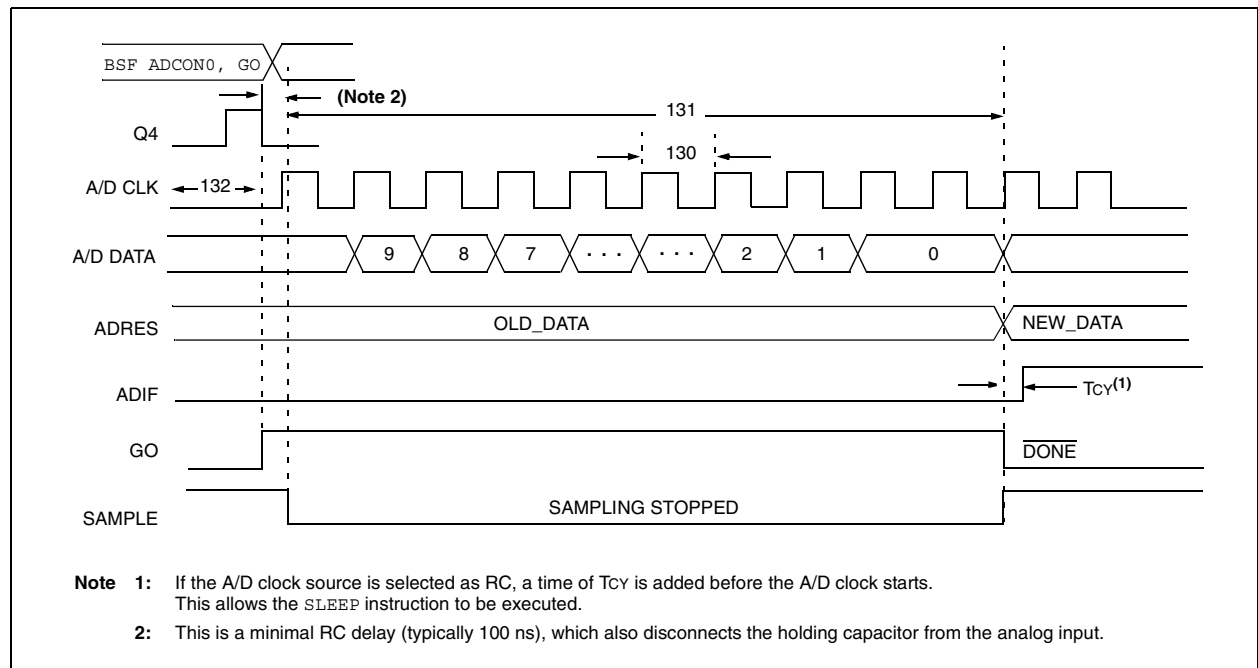 BSF ADCON0, GO
(Note 2)
131
Q4
130
A/D CLK
132
A/D DATA
9 8 7 . . . . . . 2 1 0
ADRES
OLD_DATA
NEW_DATA
ADIF
TCY(1)
GO
DONE
SAMPLE
SAMPLING STOPPED
Note 1: If the A/D clock source is selected as RC, a time of TCY is added before the A/D clock starts.
This allows the SLEEP instruction to be executed.
2: This is a minimal RC delay (typically 100 ns), which also disconnects the holding capacitor from the analog input.